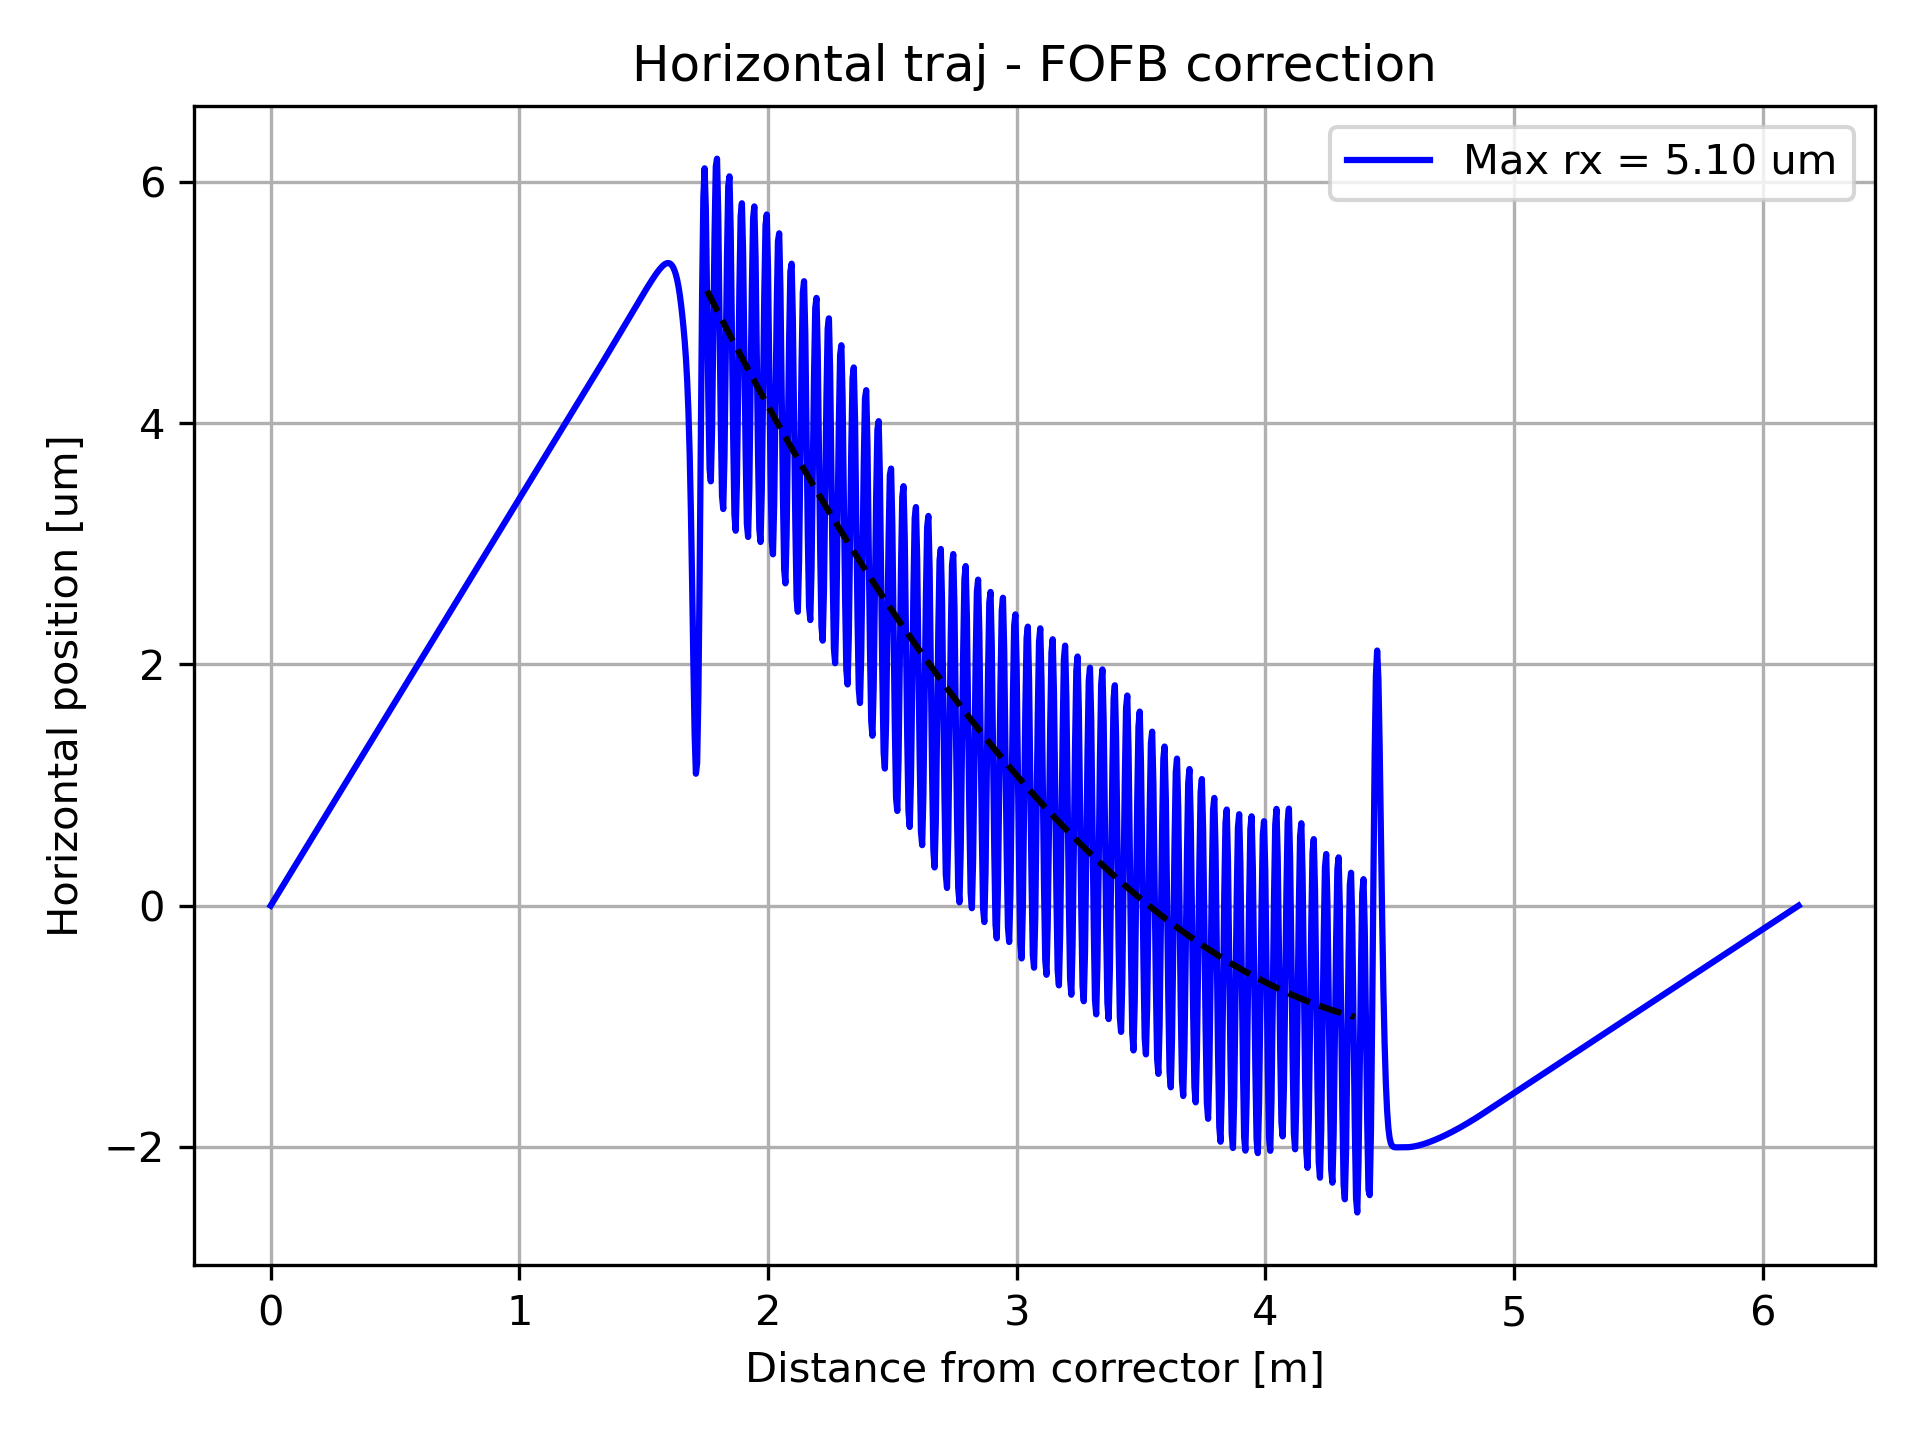 Horizontal traj - FOFB correction
Max rx = 5.10 um
Horizontal position [um]
6
4
2
0
−2
0 1 2 3 4 5 6
Distance from corrector [m]